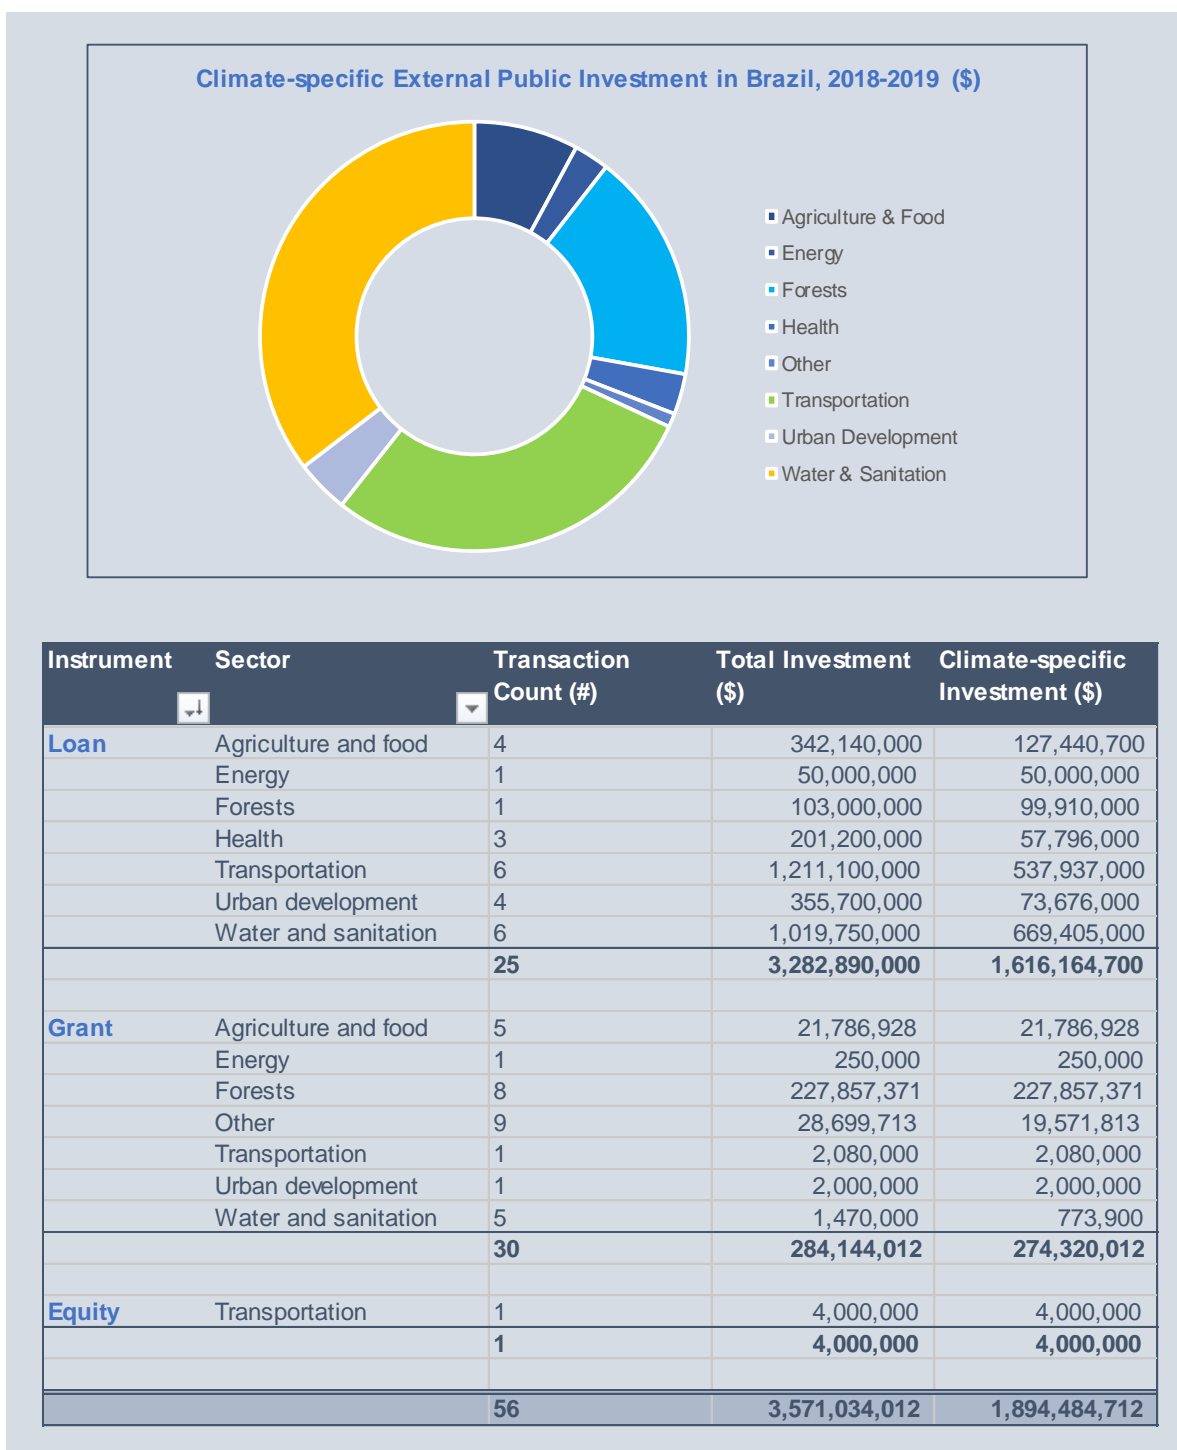 Climate-specific External Public Investment in Brazil, 2018-2019 ($)
Agriculture & Food
Energy
Forests
Health
Other
Transportation
Urban Development
Water & Sanitation
Instrument Sector Transaction Count (#) Total Investment ($) Climate-specific Investment ($)
Loan Agriculture and food 4 342,140,000 127,440,700
Energy 1 50,000,000 50,000,000
Forests 1 103,000,000 99,910,000
Health 3 201,200,000 57,796,000
Transportation 6 1,211,100,000 537,937,000
Urban development 4 355,700,000 73,676,000
Water and sanitation 6 1,019,750,000 669,405,000
25 3,282,890,000 1,616,164,700
Grant Agriculture and food 5 21,786,928 21,786,928
Energy 1 250,000 250,000
Forests 8 227,857,371 227,857,371
Other 9 28,699,713 19,571,813
Transportation 1 2,080,000 2,080,000
Urban development 1 2,000,000 2,000,000
Water and sanitation 5 1,470,000 773,900
30 284,144,012 274,320,012
Equity Transportation 1 4,000,000 4,000,000
1 4,000,000 4,000,000
56 3,571,034,012 1,894,484,712